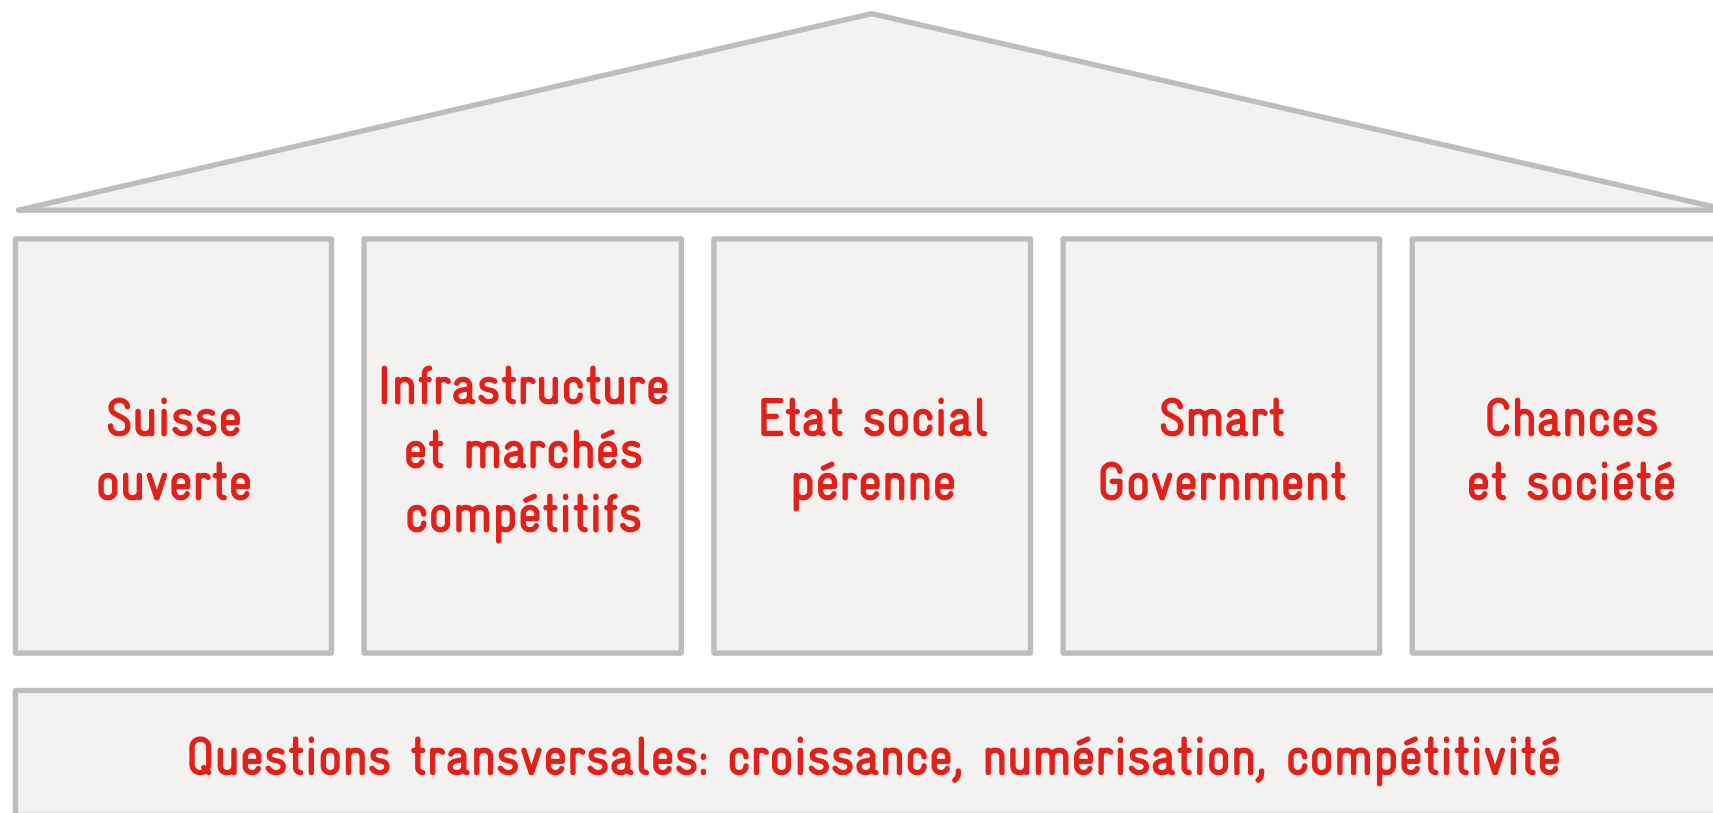 Suisse
ouverte
Infrastructure
et marchés
compétitifs
Etat social
pérenne
Smart
Government
Chances
et société
Questions transversales: croissance, numérisation, compétitivité